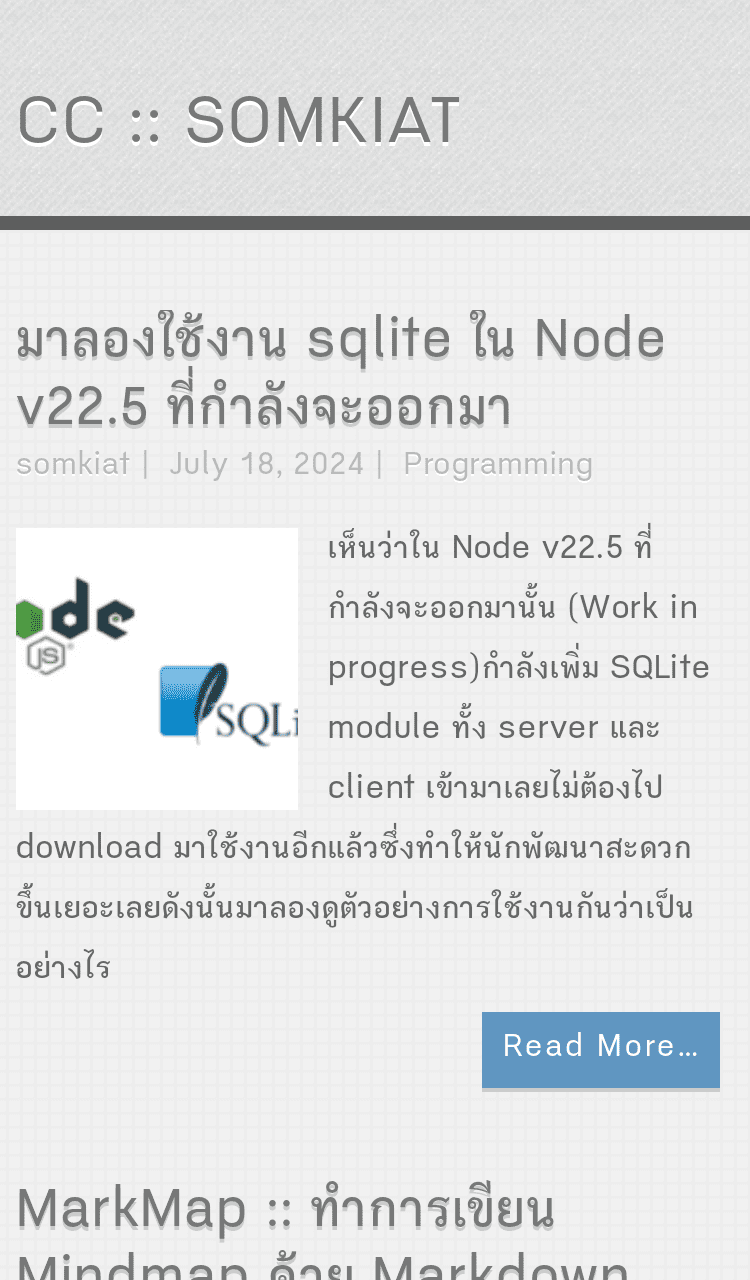 CC :: SOMKIAT
มาลองใช้งาน sqlite ใน Node
v22.5 ที่กำลังจะออกมา
somkiat | July 18, 2024 | Programming
เห็นว่าใน Node v22.5 ที่
กำลังจะออกมานั้น (Work in
progress)กำลังเพิ่ม SQLite
module ทั้ง server และ
client เข้ามาเลยไม่ต้องไป
JS
SQLi
download มาใช้งานอีกแล้วซึ่งทำให้นักพัฒนาสะดวก
ขึ้นเยอะเลยดังนั้นมาลองดูตัวอย่างการใช้งานกันว่าเป็น
อย่างไร
Read More…
MarkMap :: ทำการเขียน
Mindmap ด้วย Markdown